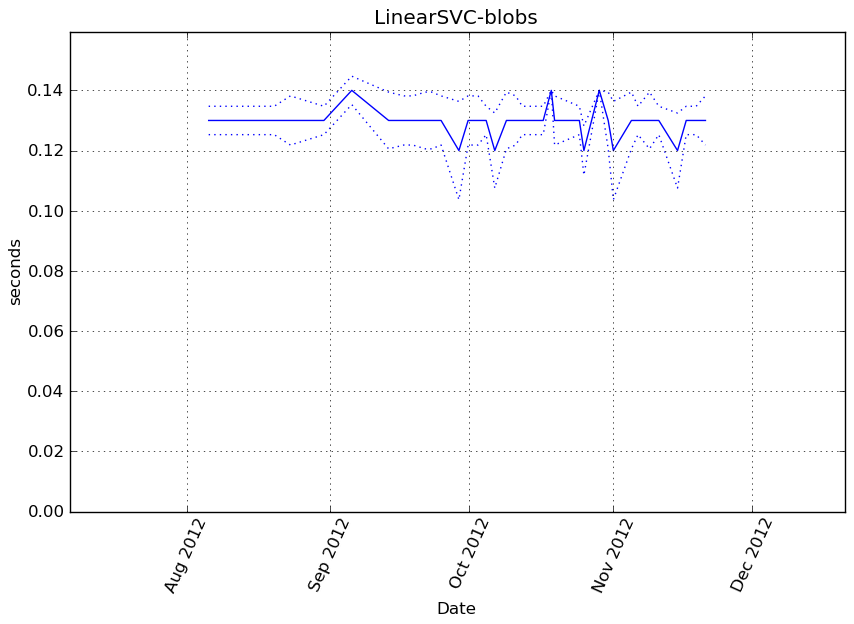 LinearSVC-blobs
0.14
0.12
0.10
0.08
0.06
0.04
0.02
0.00
seconds
Aug 2012
Sep 2012
Oct 2012
Nov 2012
Dec 2012
Date